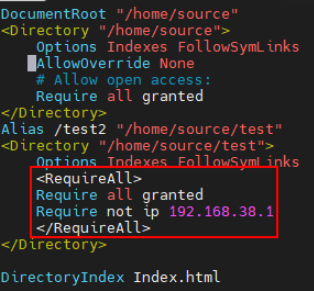 DocumentRoot "/home/source"
<Directory "/home/source">
    Options Indexes FollowSymLinks
    AllowOverride None
    # Allow open access:
    Require all granted
</Directory>
Alias /test2 "/home/source/test"
<Directory "/home/source/test">
    Options Indexes FollowSymLinks
    <RequireAll>
    Require all granted
    Require not ip 192.168.38.1
    </RequireAll>
</Directory>
DirectoryIndex Index.html